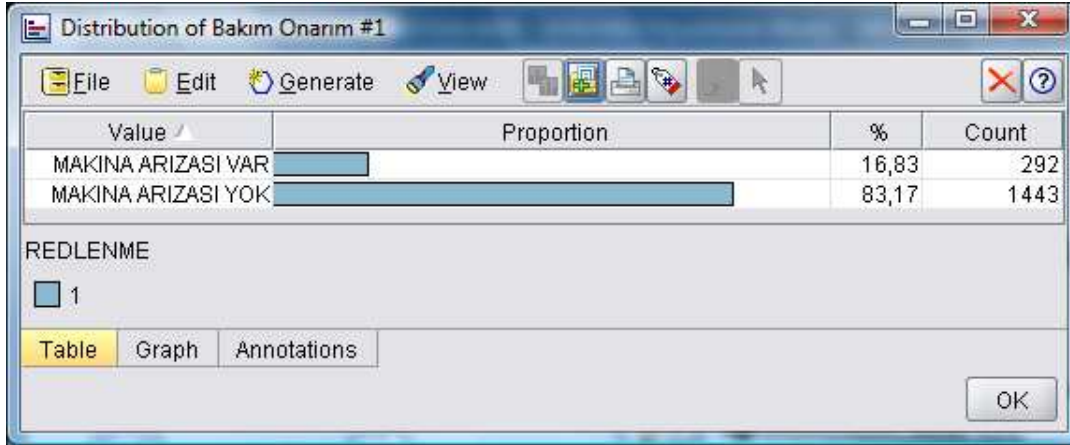 Distribution of Bakım Onarım #1
File Edit Generate View
Value Proportion % Count
MAKINA ARIZASI VAR 16,83 292
MAKINA ARIZASI YOK 83,17 1443
REDLENME
1
Table Graph Annotations
OK